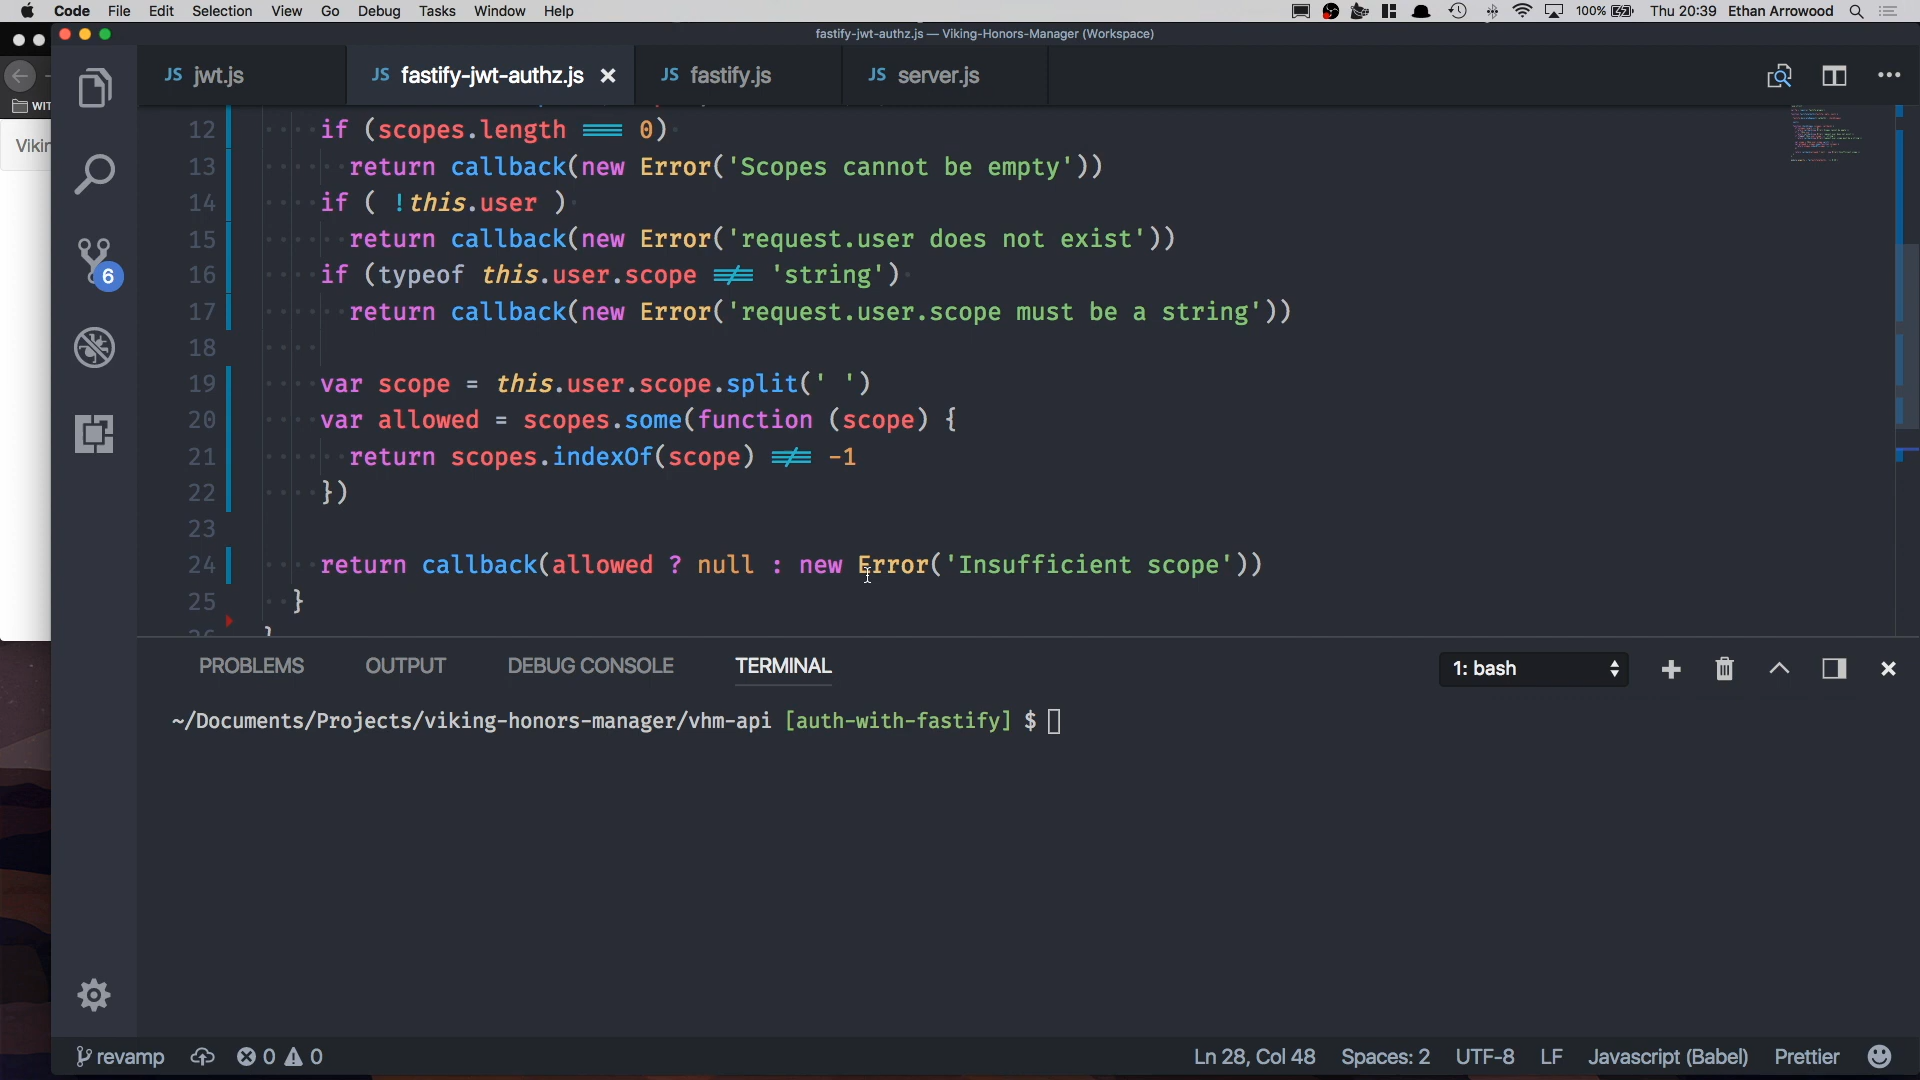 Code File Edit Selection View Go Debug Tasks Window Help 100% Thu 20:39 Ethan Arrowood
fastify-jwt-authz.js — Viking-Honors-Manager (Workspace)
JS jwt.js JS fastify-jwt-authz.js JS fastify.js JS server.js
WIT
Vikin
12 if (scopes.length === 0)
13 return callback(new Error('Scopes cannot be empty'))
14 if ( !this.user )
15 return callback(new Error('request.user does not exist'))
16 if (typeof this.user.scope !== 'string')
17 return callback(new Error('request.user.scope must be a string'))
18
19 var scope = this.user.scope.split(' ')
20 var allowed = scopes.some(function (scope) {
21 return scopes.indexOf(scope) !== -1
22 })
23
24 return callback(allowed ? null : new Error('Insufficient scope'))
25 }
6
PROBLEMS OUTPUT DEBUG CONSOLE TERMINAL 1: bash
~/Documents/Projects/viking-honors-manager/vhm-api [auth-with-fastify] $
revamp 0 0 Ln 28, Col 48 Spaces: 2 UTF-8 LF Javascript (Babel) Prettier